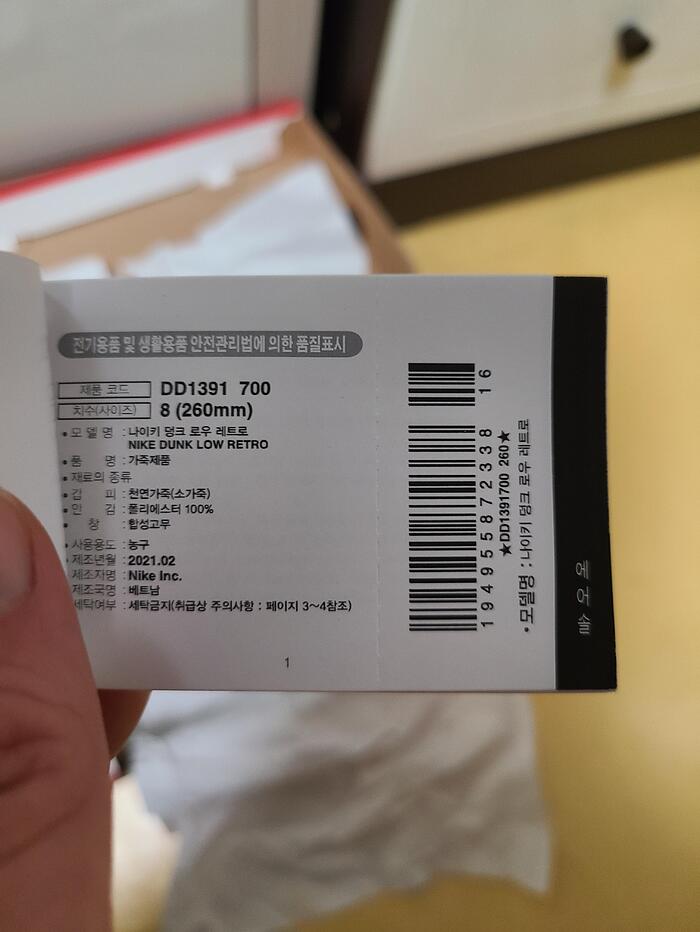 전기용품 및 생활용품 안전관리법에 의한 품질표시
제품 코드 DD1391 700
치수(사이즈) 8 (260mm)
•모 델 명 : 나이키 덩크 로우 레트로
NIKE DUNK LOW RETRO
•품 명 : 가죽제품
•재료의 종류
•겉 피 : 천연가죽(소가죽)
•안 감 : 폴리에스터 100%
• 창 : 합성고무
•사용용도 : 농구
•제조년월 : 2021.02
제조자명 : Nike Inc.
제조국명 : 베트남
세탁여부 : 세탁금지(취급상 주의사항 : 페이지 3~4참조)
1
16
194955872338
★DD1391700 260★
•모델명 : 나이키 덩크 로우 레트로